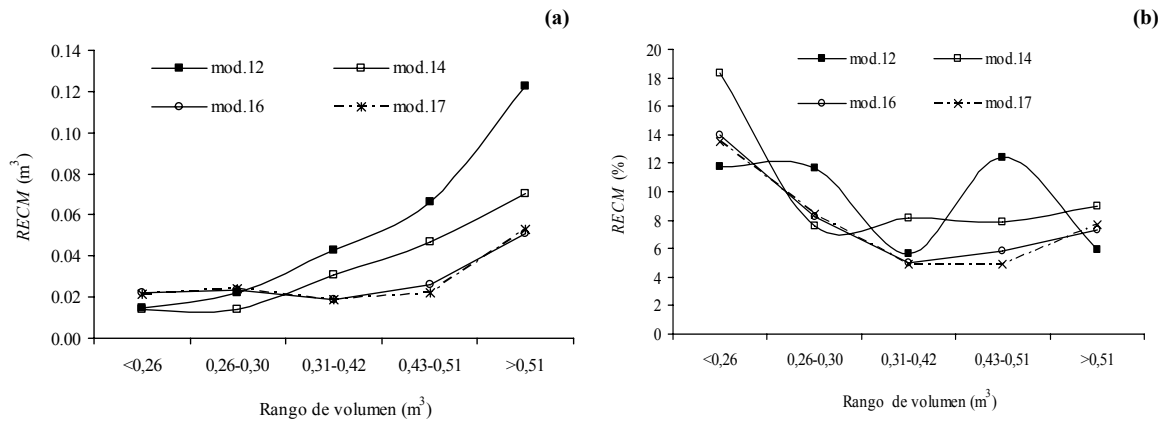 (a)
0.14
0.12
0.10
0.08
0.06
0.04
0.02
0.00
RECM (m³)
mod.12
mod.14
mod.16
mod.17
<0,26
0,26-0,30
0,31-0,42
0,43-0,51
>0,51
Rango de volumen (m³)
(b)
20
18
16
14
12
10
8
6
4
2
0
RECM (%)
mod.12
mod.14
mod.16
mod.17
<0,26
0,26-0,30
0,31-0,42
0,43-0,51
>0,51
Rango de volumen (m³)